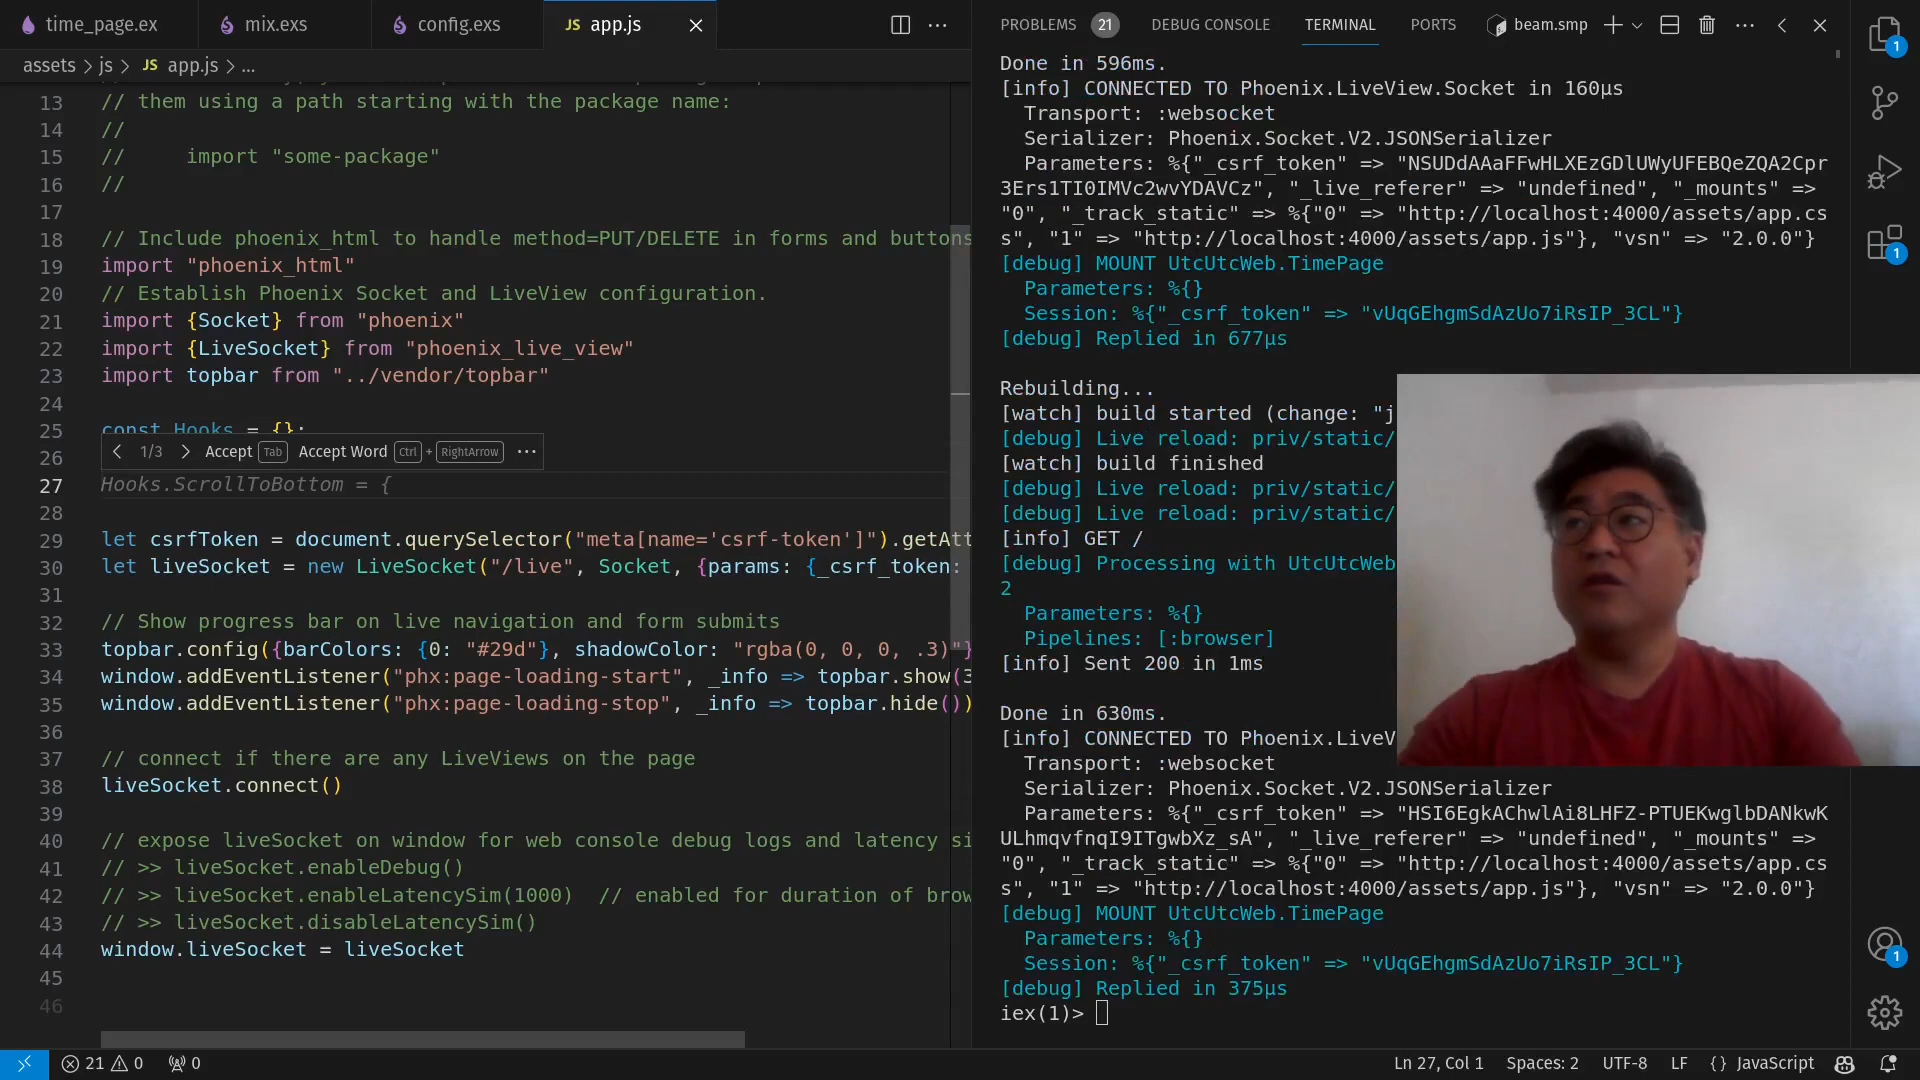 time_page.ex
mix.exs
config.exs
JS app.js
PROBLEMS 21
DEBUG CONSOLE
TERMINAL
PORTS
beam.smp
assets > js > JS app.js > ...
13 // them using a path starting with the package name:
14 //
15 //     import "some-package"
16 //
17
18 // Include phoenix_html to handle method=PUT/DELETE in forms and buttons
19 import "phoenix_html"
20 // Establish Phoenix Socket and LiveView configuration.
21 import {Socket} from "phoenix"
22 import {LiveSocket} from "phoenix_live_view"
23 import topbar from "../vendor/topbar"
24
25 const Hooks = {};
26 1/3 Accept Tab Accept Word Ctrl + RightArrow ...
27 Hooks.ScrollToBottom = {
28
29 let csrfToken = document.querySelector("meta[name='csrf-token']").getAtt
30 let liveSocket = new LiveSocket("/live", Socket, {params: {_csrf_token:
31
32 // Show progress bar on live navigation and form submits
33 topbar.config({barColors: {0: "#29d"}, shadowColor: "rgba(0, 0, 0, .3)"}
34 window.addEventListener("phx:page-loading-start", _info => topbar.show(3
35 window.addEventListener("phx:page-loading-stop", _info => topbar.hide())
36
37 // connect if there are any LiveViews on the page
38 liveSocket.connect()
39
40 // expose liveSocket on window for web console debug logs and latency si
41 // >> liveSocket.enableDebug()
42 // >> liveSocket.enableLatencySim(1000)  // enabled for duration of brow
43 // >> liveSocket.disableLatencySim()
44 window.liveSocket = liveSocket
45
46
Done in 596ms.
[info] CONNECTED TO Phoenix.LiveView.Socket in 160µs
  Transport: :websocket
  Serializer: Phoenix.Socket.V2.JSONSerializer
  Parameters: %{"_csrf_token" => "NSUDdAAaFFwHLXEzGDlUWyUFEBQeZQA2Cpr
3Ers1TI0IMVc2wvYDAVCz", "_live_referer" => "undefined", "_mounts" =>
"0", "_track_static" => %{"0" => "http://localhost:4000/assets/app.cs
s", "1" => "http://localhost:4000/assets/app.js"}, "vsn" => "2.0.0"}
[debug] MOUNT UtcUtcWeb.TimePage
  Parameters: %{}
  Session: %{"_csrf_token" => "vUqGEhgmSdAzUo7iRsIP_3CL"}
[debug] Replied in 677µs
Rebuilding...
[watch] build started (change: "j
[debug] Live reload: priv/static/
[watch] build finished
[debug] Live reload: priv/static/
[debug] Live reload: priv/static/
[info] GET /
[debug] Processing with UtcUtcWeb
2
  Parameters: %{}
  Pipelines: [:browser]
[info] Sent 200 in 1ms
Done in 630ms.
[info] CONNECTED TO Phoenix.LiveV
  Transport: :websocket
  Serializer: Phoenix.Socket.V2.JSONSerializer
  Parameters: %{"_csrf_token" => "HSI6EgkAChwlAi8LHFZ-PTUEKwglbDANkwK
ULhmqvfnqI9ITgwbXz_sA", "_live_referer" => "undefined", "_mounts" =>
"0", "_track_static" => %{"0" => "http://localhost:4000/assets/app.cs
s", "1" => "http://localhost:4000/assets/app.js"}, "vsn" => "2.0.0"}
[debug] MOUNT UtcUtcWeb.TimePage
  Parameters: %{}
  Session: %{"_csrf_token" => "vUqGEhgmSdAzUo7iRsIP_3CL"}
[debug] Replied in 375µs
iex(1)>
1
1
1
21 0
0
Ln 27, Col 1
Spaces: 2
UTF-8
LF
{} JavaScript